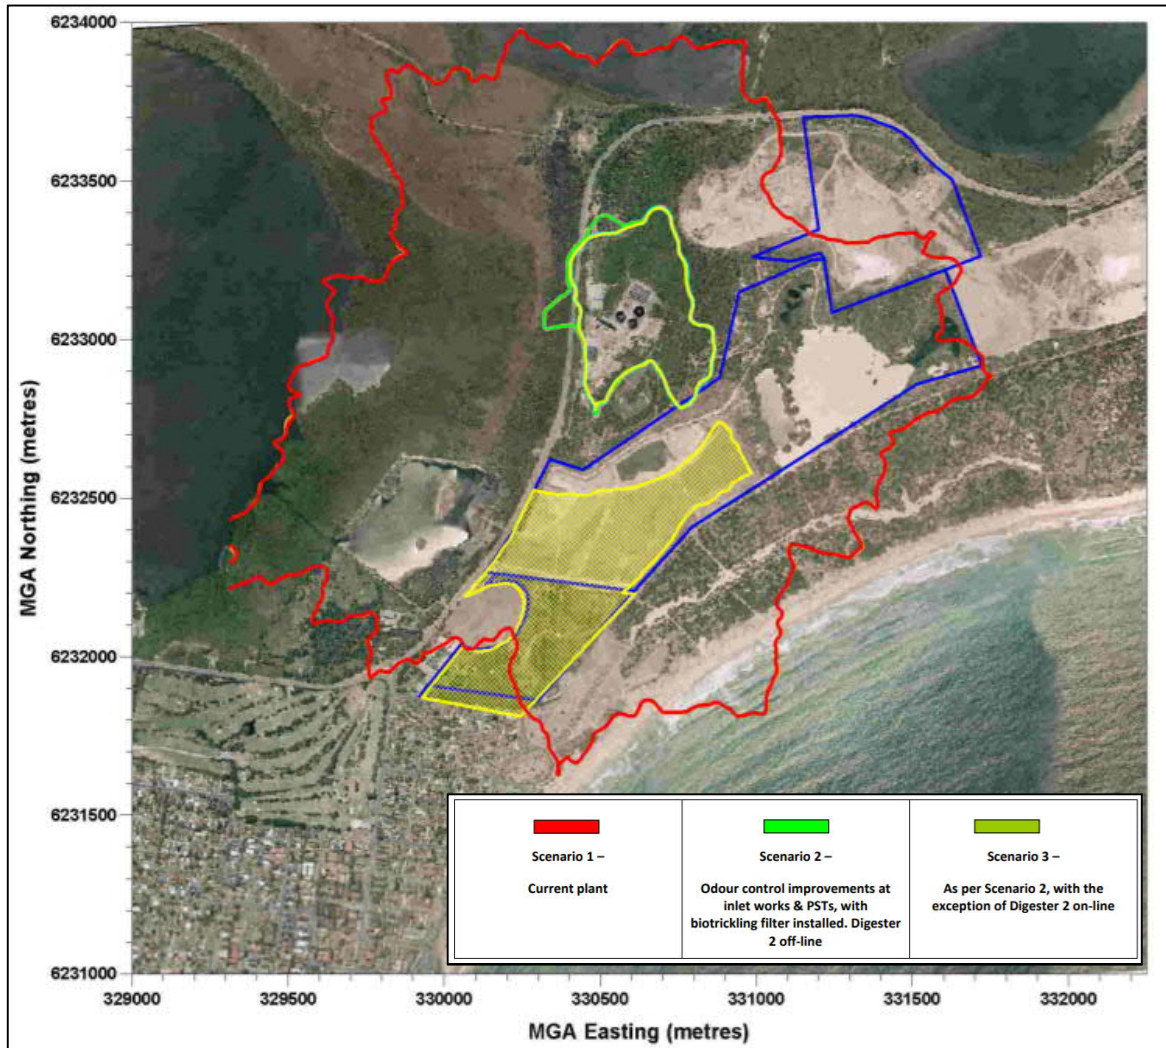 6234000
6233500
6233000
6232500
6232000
6231500
6231000
MGA Northing (metres)
329000
329500
330000
330500
331000
331500
332000
MGA Easting (metres)
Scenario 1 –
Current plant
Scenario 2 –
Odour control improvements at
inlet works & PSTs, with
biotrickling filter installed. Digester
2 off-line
Scenario 3 –
As per Scenario 2, with the
exception of Digester 2 on-line